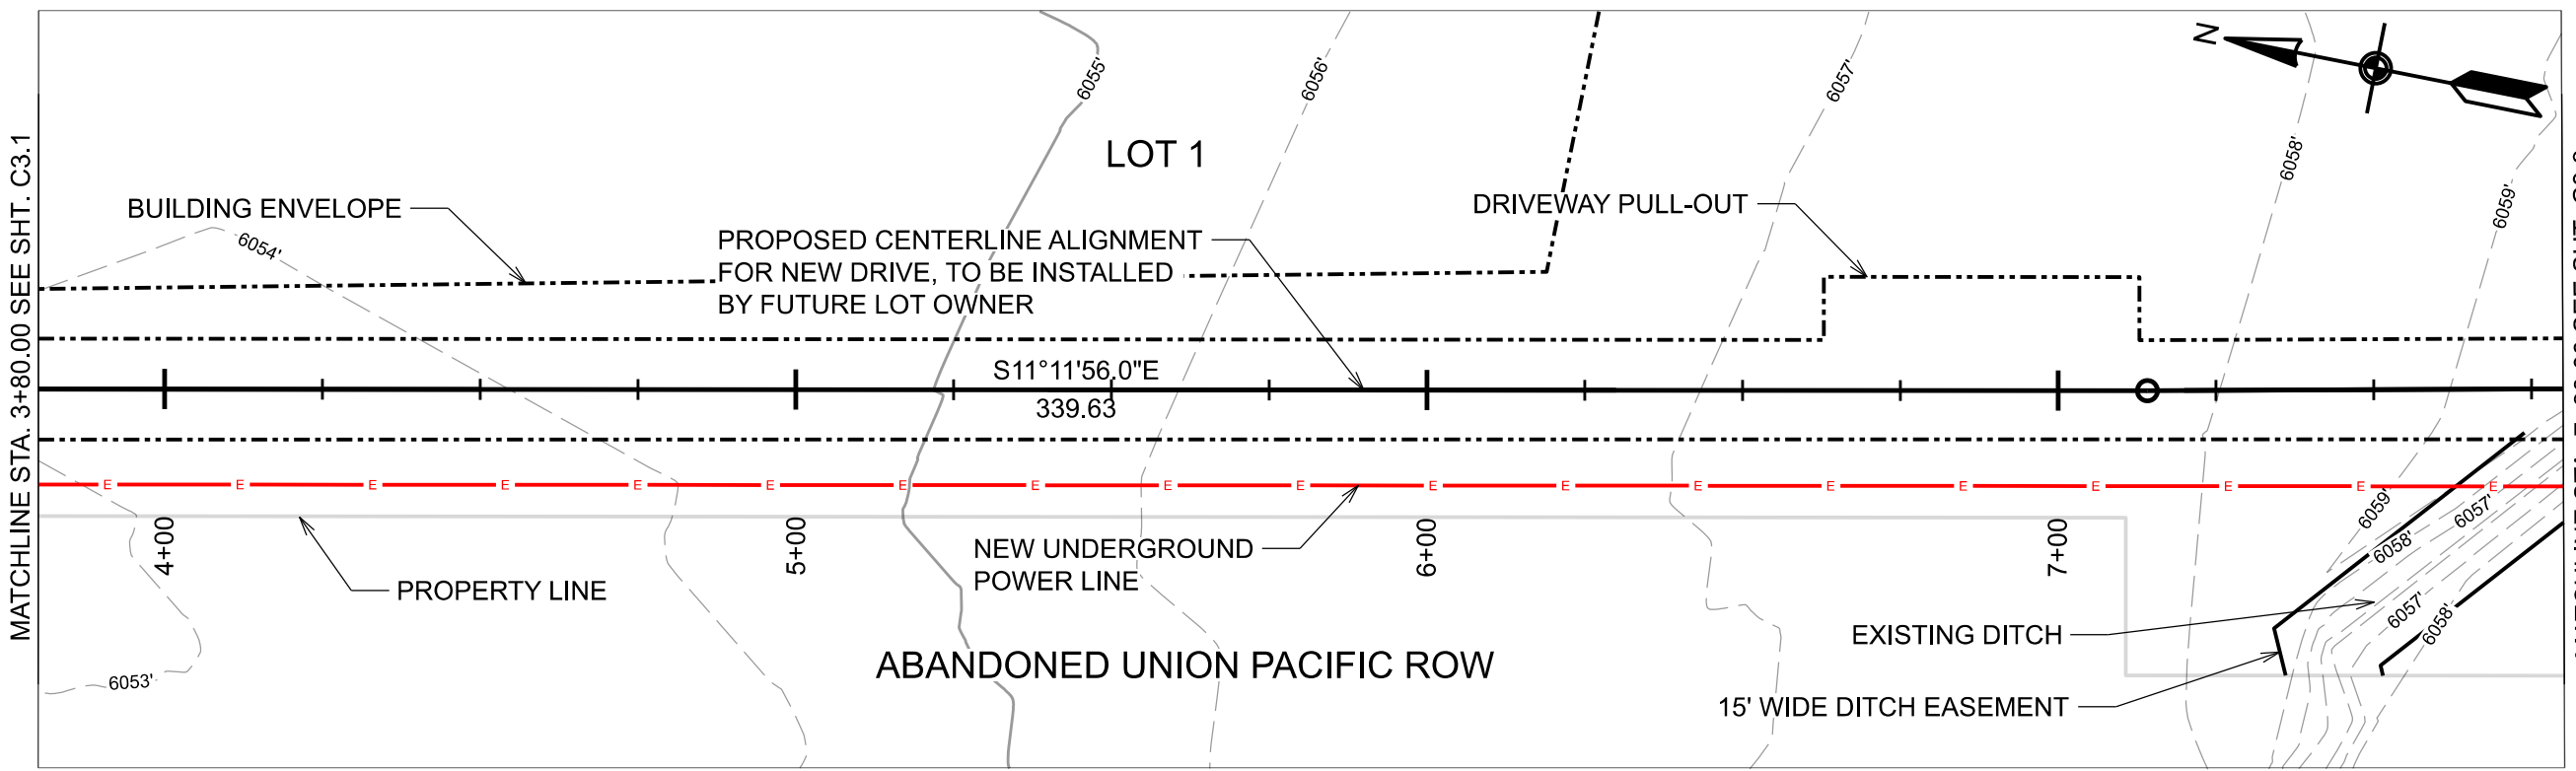 N
6055'
6056'
6057'
6058'
6059'
LOT 1
BUILDING ENVELOPE
DRIVEWAY PULL-OUT
6054'
PROPOSED CENTERLINE ALIGNMENT
FOR NEW DRIVE, TO BE INSTALLED
BY FUTURE LOT OWNER
MATCHLINE STA. 3+80.00 SEE SHT. C3.1
S11°11'56.0"E
339.63
E E E E E E E E E E E E E E E E E E E
4+00
5+00
6+00
7+00
6059'
6057'
6058'
6057'
6058'
NEW UNDERGROUND
POWER LINE
PROPERTY LINE
EXISTING DITCH
ABANDONED UNION PACIFIC ROW
6053'
15' WIDE DITCH EASEMENT